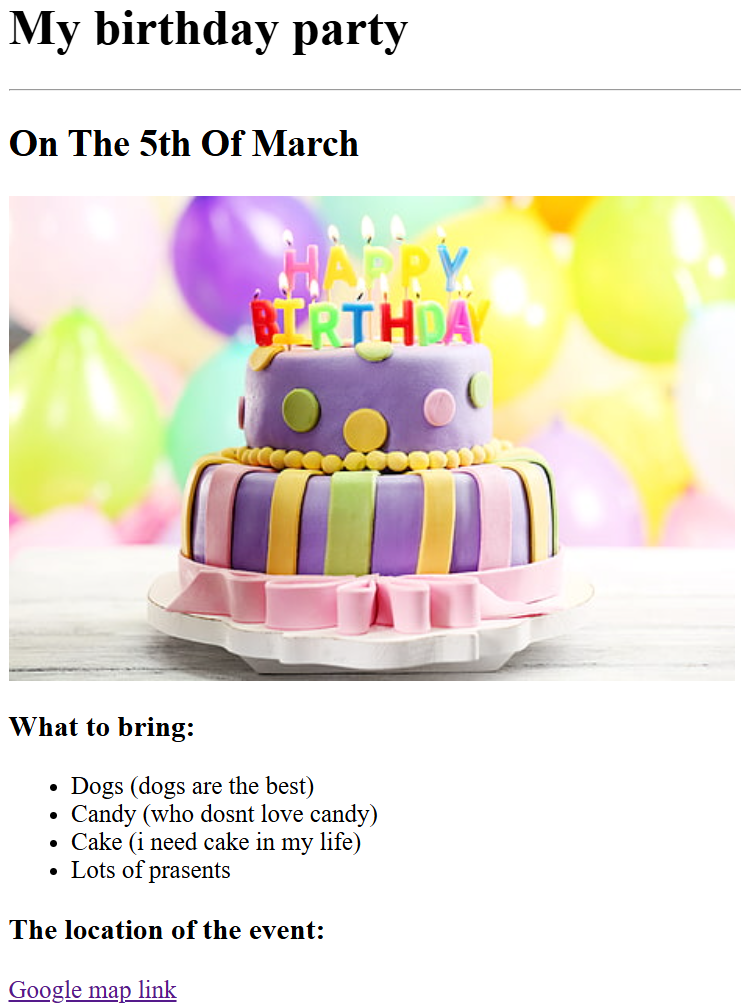 My birthday party
On The 5th Of March
HAPPY
BIRTHDAY
What to bring:
Dogs (dogs are the best)
Candy (who dosnt love candy)
Cake (i need cake in my life)
Lots of prasents
The location of the event:
Google map link